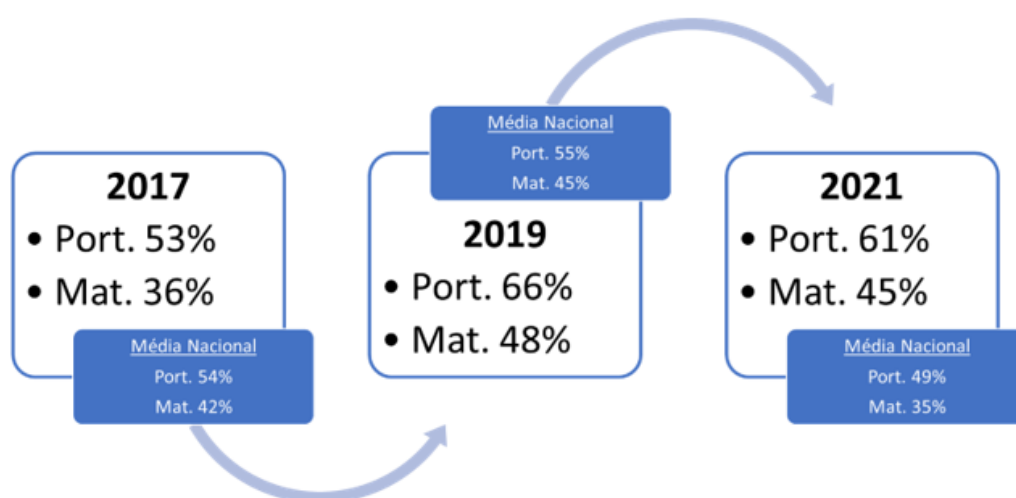 2017
• Port. 53%
• Mat. 36%
Média Nacional
Port. 54%
Mat. 42%
Média Nacional
Port. 55%
Mat. 45%
2019
• Port. 66%
• Mat. 48%
2021
• Port. 61%
• Mat. 45%
Média Nacional
Port. 49%
Mat. 35%